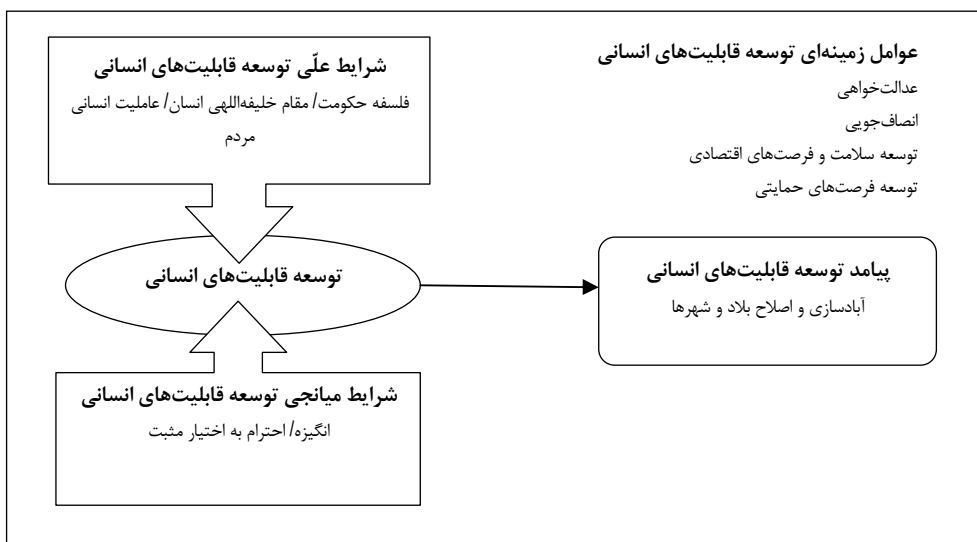 عوامل زمینه‌ای توسعه قابلیت‌های انسانی
عدالت‌خواهی
انصاف‌جویی
توسعه سلامت و فرصت‌های اقتصادی
توسعه فرصت‌های حمایتی
شرایط علّی توسعه قابلیت‌های انسانی
فلسفه حکومت/ مقام خلیفه‌اللهی انسان/ عاملیت انسانی
مردم
توسعه قابلیت‌های انسانی
شرایط میانجی توسعه قابلیت‌های انسانی
انگیزه/ احترام به اختیار مثبت
پیامد توسعه قابلیت‌های انسانی
آبادسازی و اصلاح بلاد و شهرها